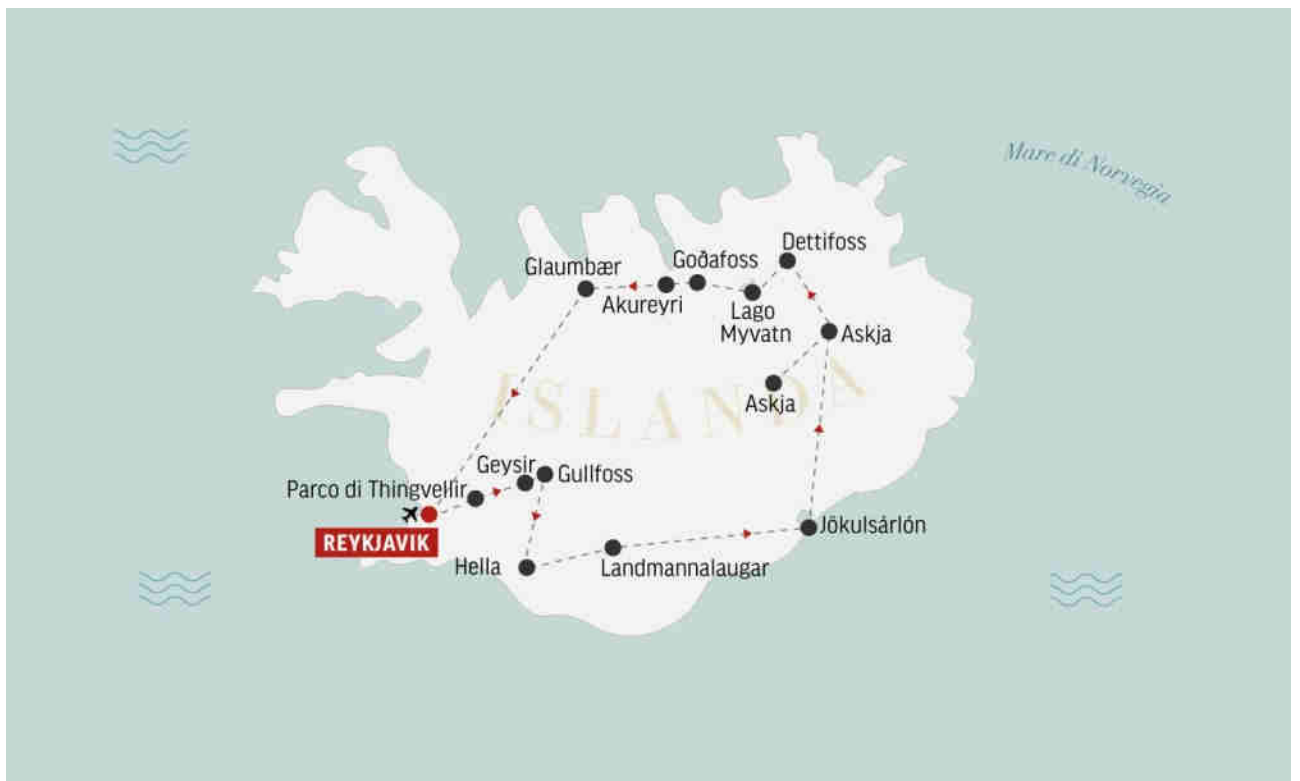 Mare di Norvegia
Dettifoss
Goðafoss
Glaumbær
Akureyri
Lago
Myvatn
Askja
Askja
ISLANDA
Geysir
Gullfoss
Parco di Thingvellir
REYKJAVIK
Jökulsárlón
Hella
Landmannalaugar